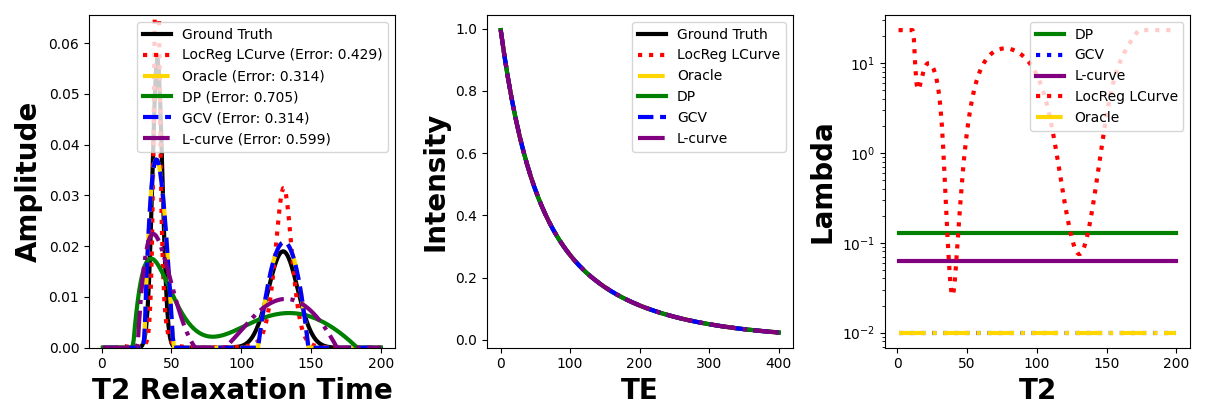 Amplitude
0.06
0.05
0.04
0.03
0.02
0.01
0.00
0
50
100
150
200
T2 Relaxation Time
Ground Truth
LocReg LCurve (Error: 0.429)
Oracle (Error: 0.314)
DP (Error: 0.705)
GCV (Error: 0.314)
L-curve (Error: 0.599)
Intensity
1.0
0.8
0.6
0.4
0.2
0.0
0
100
200
300
400
TE
Ground Truth
LocReg LCurve
Oracle
DP
GCV
L-curve
Lambda
10¹
10⁰
10⁻¹
10⁻²
0
50
100
150
200
T2
DP
GCV
L-curve
LocReg LCurve
Oracle